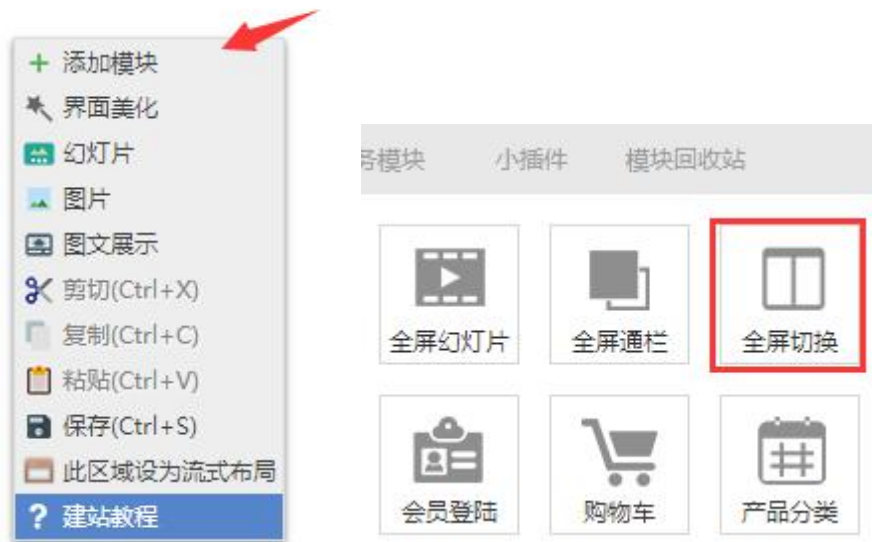 添加模块
界面美化
幻灯片
图片
图文展示
剪切(Ctrl+X)
复制(Ctrl+C)
粘贴(Ctrl+V)
保存(Ctrl+S)
此区域设为流式布局
? 建站教程
务模块 小插件 模块回收站
全屏幻灯片 全屏通栏 全屏切换
会员登陆 购物车 产品分类